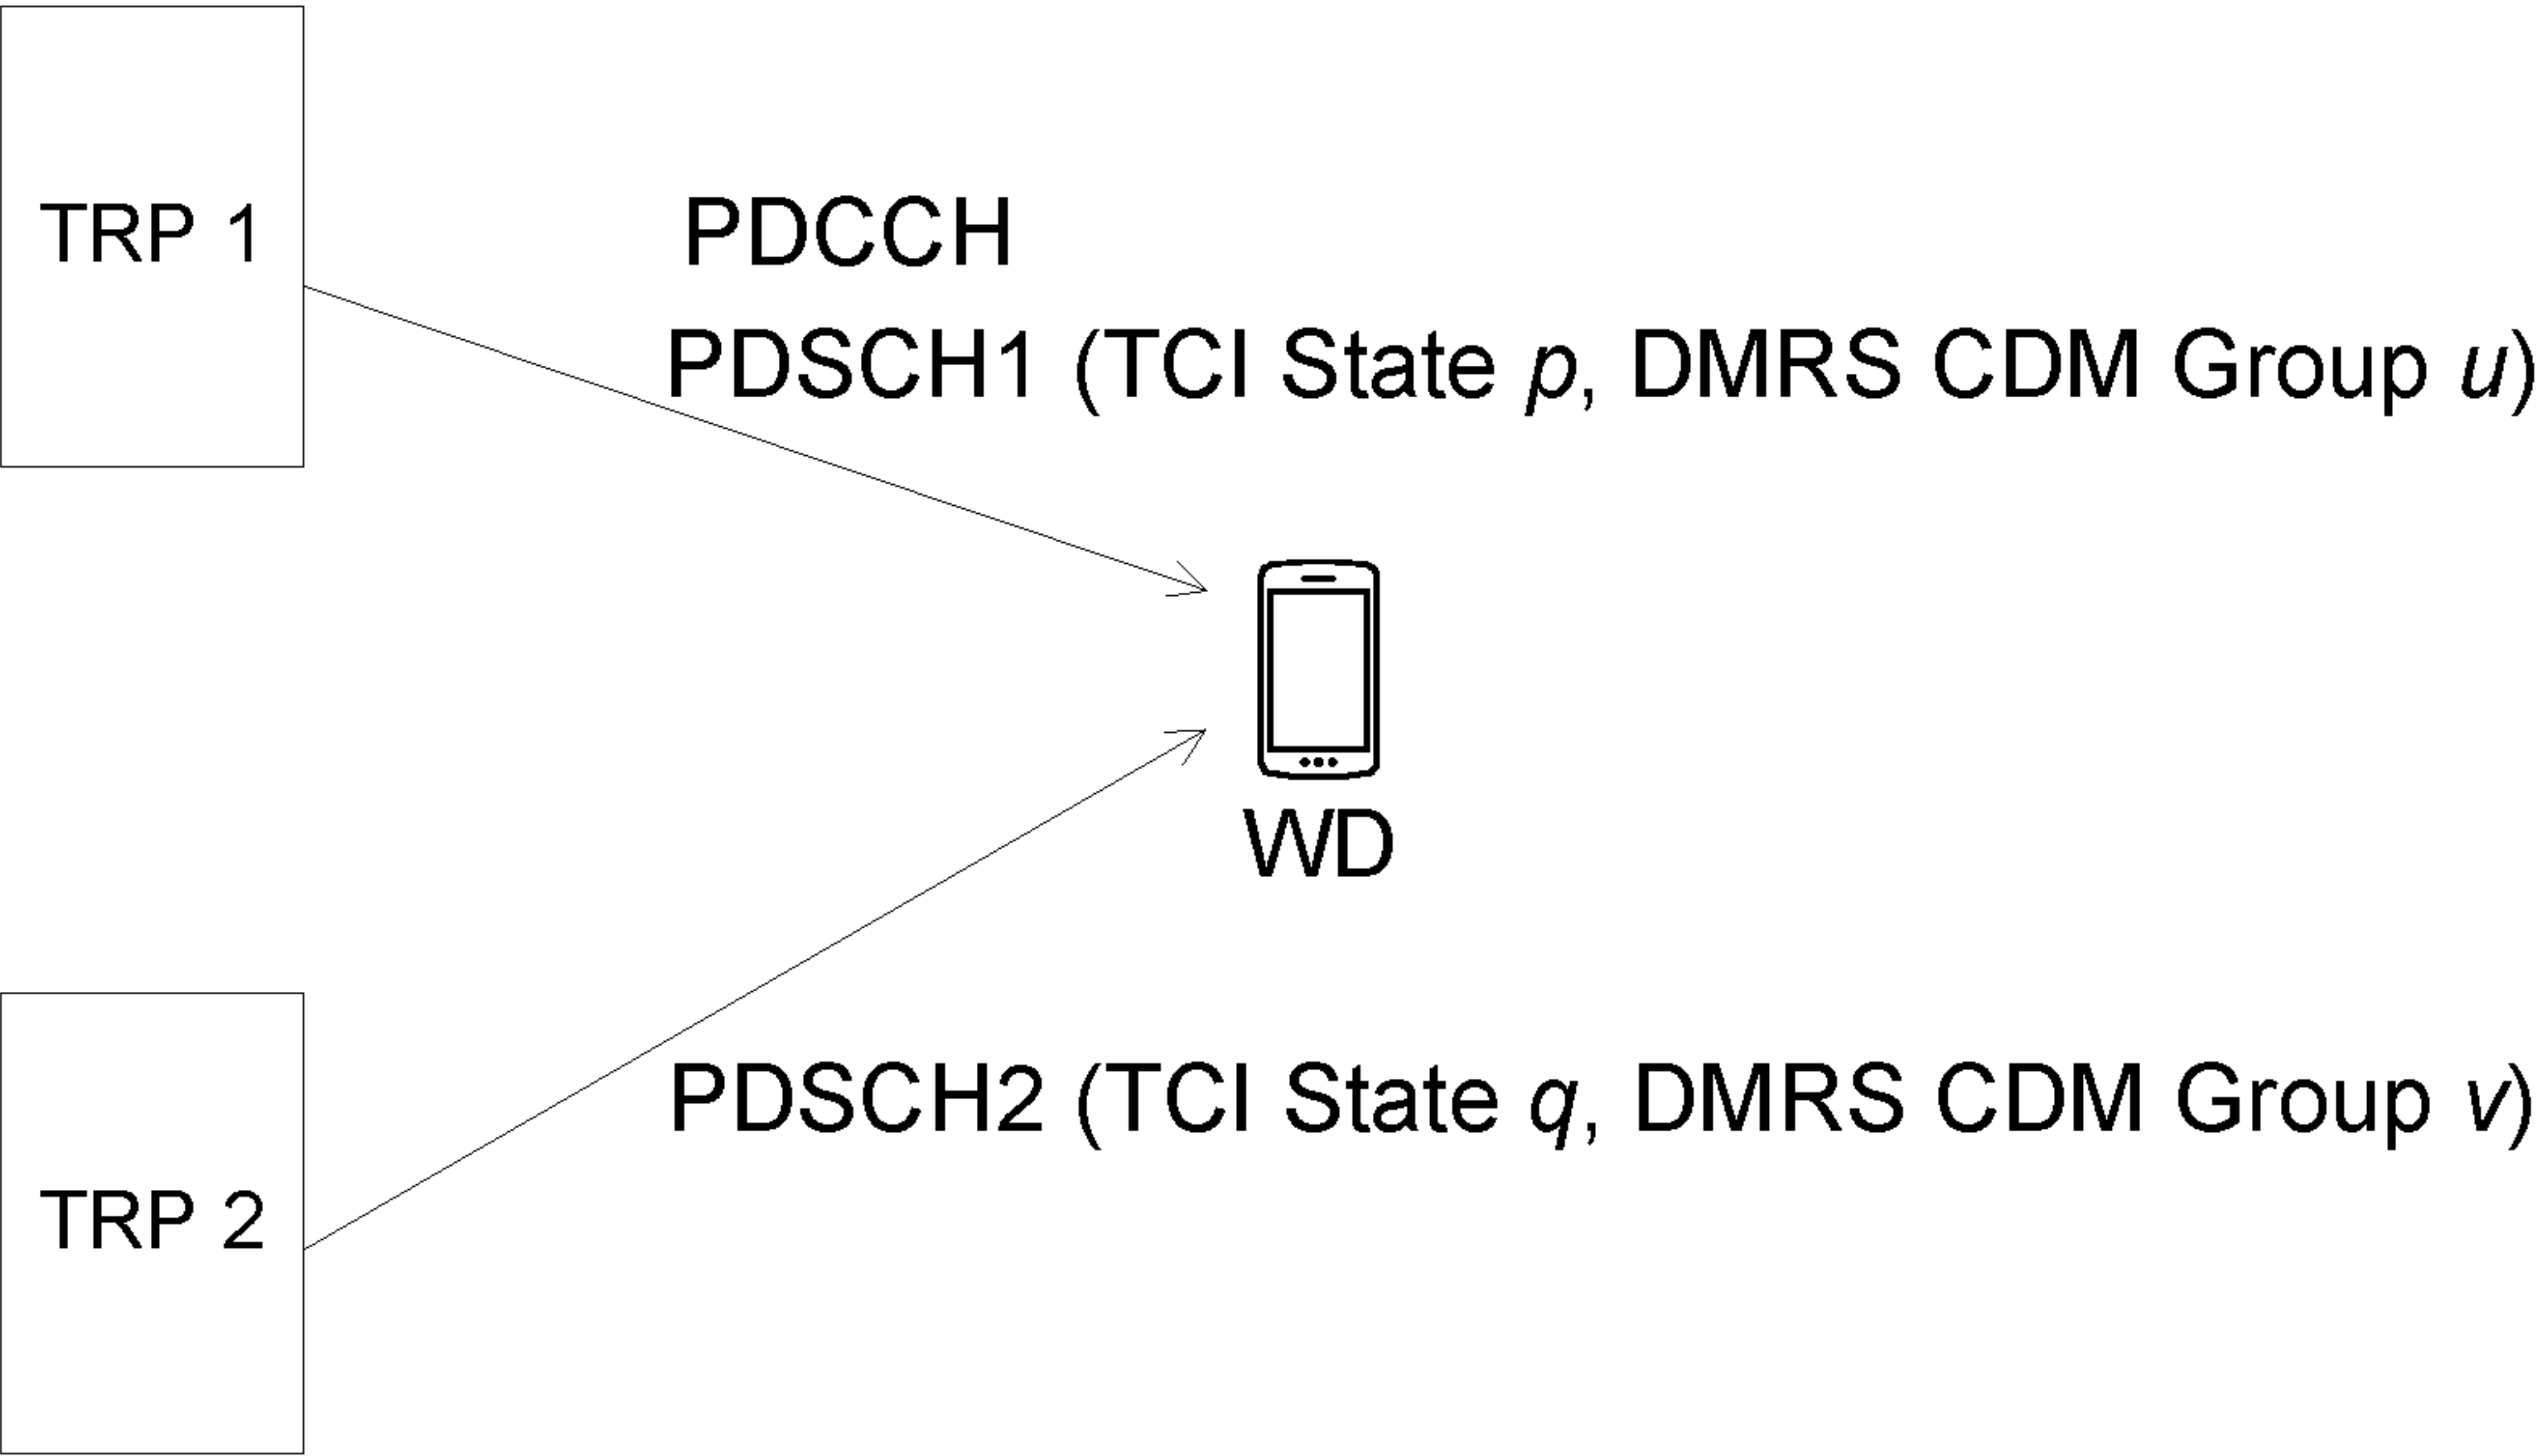 TRP 1
PDCCH
PDSCH1 (TCI State p, DMRS CDM Group u)
WD
PDSCH2 (TCI State q, DMRS CDM Group v)
TRP 2